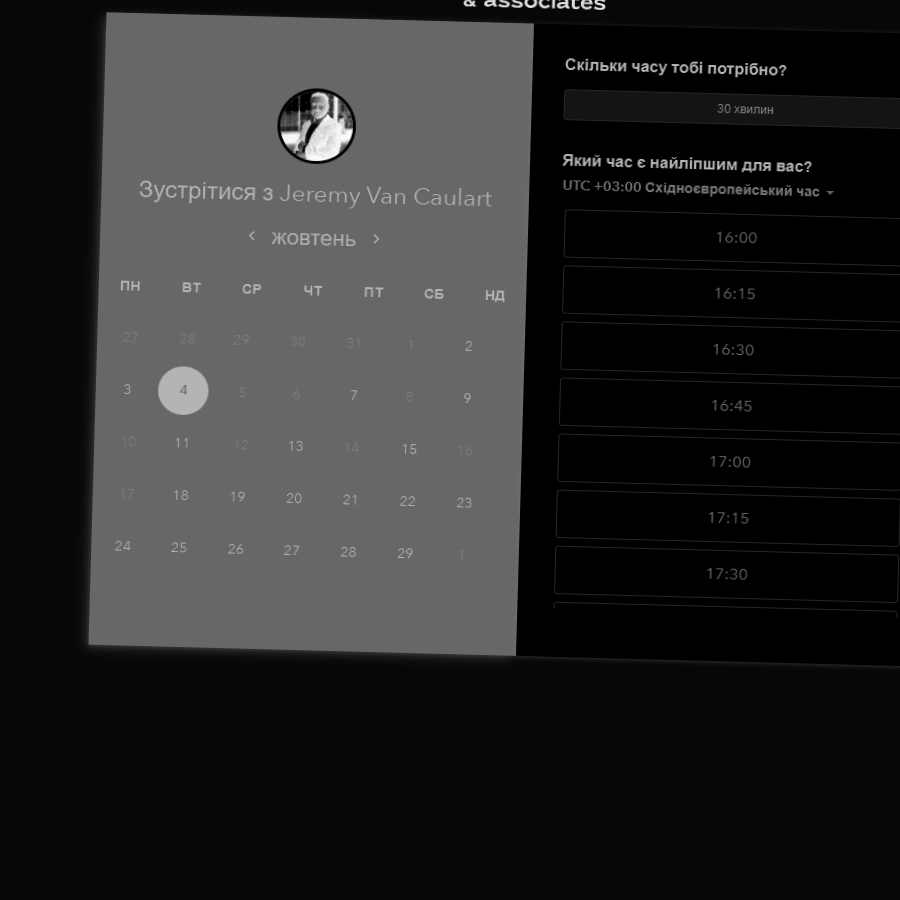 & associates
Зустрітися з Jeremy Van Caulart
жовтень
ПН ВТ СР ЧТ ПТ СБ НД
27 28 29 30 31 1 2
3 4 5 6 7 8 9
10 11 12 13 14 15 16
17 18 19 20 21 22 23
24 25 26 27 28 29 1
Скільки часу тобі потрібно?
30 хвилин
Який час є найліпшим для вас?
UTC +03:00 Східноєвропейський час
16:00
16:15
16:30
16:45
17:00
17:15
17:30